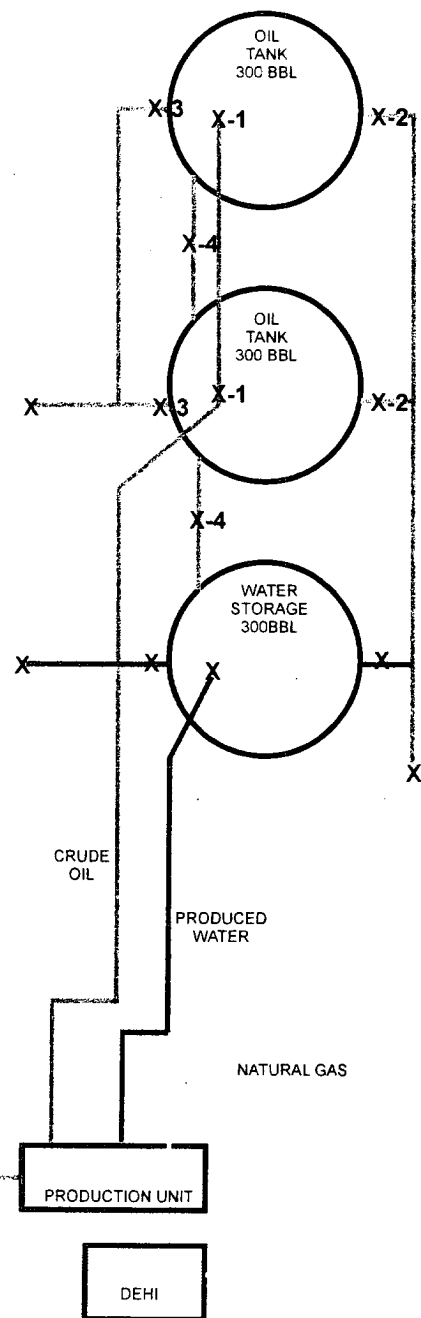 OIL
TANK
300 BBL
X-3
X-1
X-2
X-4
OIL
TANK
300 BBL
X
X-3
X-1
X-2
X-4
WATER
STORAGE
300BBL
X
X
X
X
X
CRUDE
OIL
PRODUCED
WATER
NATURAL GAS
PRODUCTION UNIT
DEHI